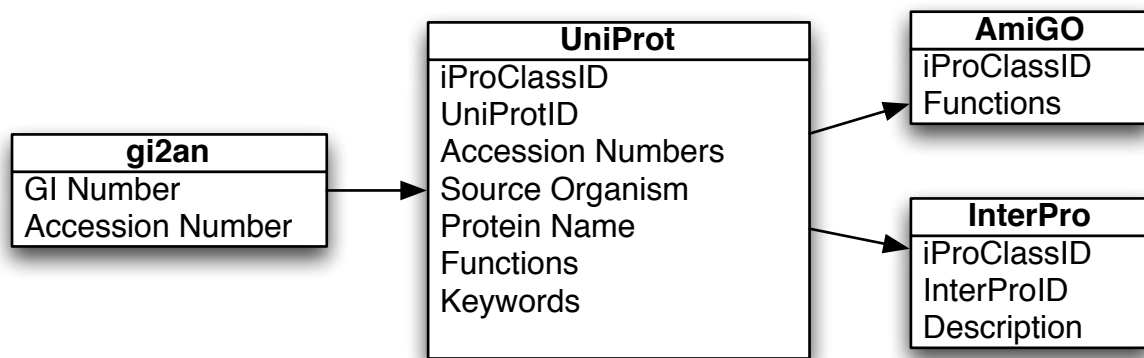 gi2an
GI Number
Accession Number
UniProt
iProClassID
UniProtID
Accession Numbers
Source Organism
Protein Name
Functions
Keywords
AmiGO
iProClassID
Functions
InterPro
iProClassID
InterProID
Description